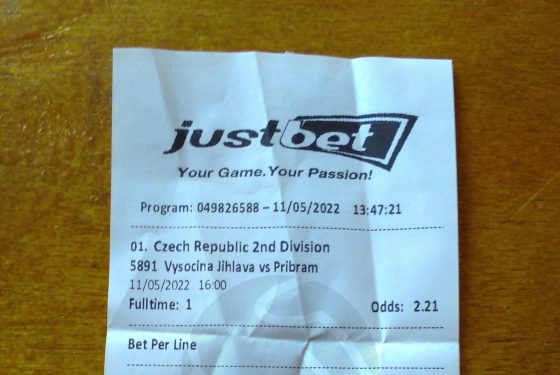 justbet
Your Game.Your Passion!
Program: 049826588 – 11/05/2022 13:47:21
01. Czech Republic 2nd Division
5891 Vysocina Jihlava vs Pribram
11/05/2022 16:00
Fulltime: 1 Odds: 2.21
Bet Per Line